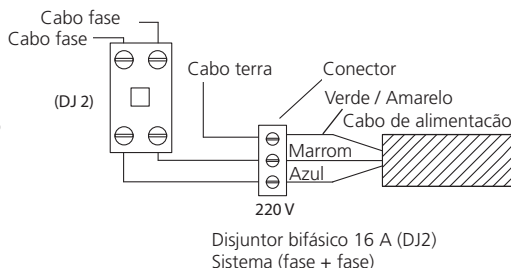 Cabo fase
Cabo fase
(DJ 2)
Cabo terra
Conector
Verde / Amarelo
Cabo de alimentacão
Marrom
Azul
220 V
Disjuntor bifásico 16 A (DJ2)
Sistema (fase + fase)